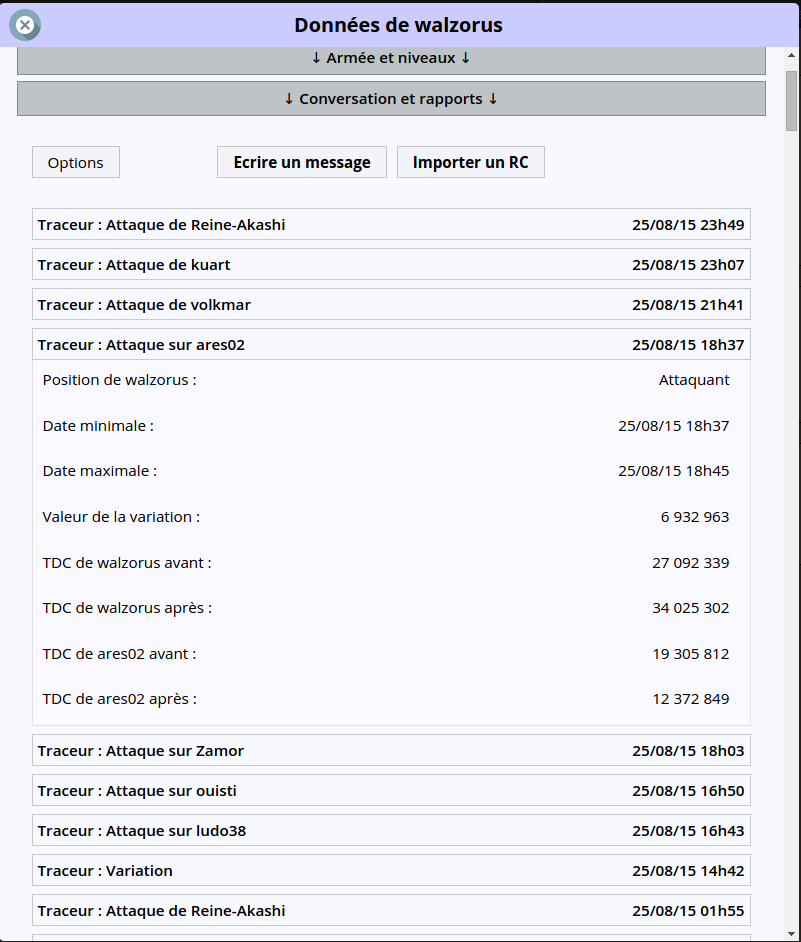 Données de walzorus
↓ Armée et niveaux ↓
↓ Conversation et rapports ↓
Options Ecrire un message Importer un RC
Traceur : Attaque de Reine-Akashi 25/08/15 23h49
Traceur : Attaque de kuart 25/08/15 23h07
Traceur : Attaque de volkmar 25/08/15 21h41
Traceur : Attaque sur ares02 25/08/15 18h37
Position de walzorus : Attaquant
Date minimale : 25/08/15 18h37
Date maximale : 25/08/15 18h45
Valeur de la variation : 6 932 963
TDC de walzorus avant : 27 092 339
TDC de walzorus après : 34 025 302
TDC de ares02 avant : 19 305 812
TDC de ares02 après : 12 372 849
Traceur : Attaque sur Zamor 25/08/15 18h03
Traceur : Attaque sur ouisti 25/08/15 16h50
Traceur : Attaque sur ludo38 25/08/15 16h43
Traceur : Variation 25/08/15 14h42
Traceur : Attaque de Reine-Akashi 25/08/15 01h55